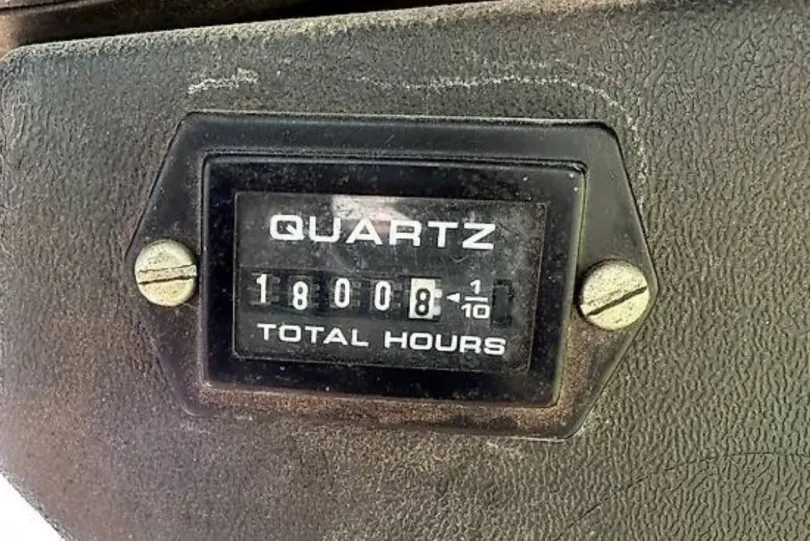 QUARTZ
18008 ◄ 1/10
TOTAL HOURS